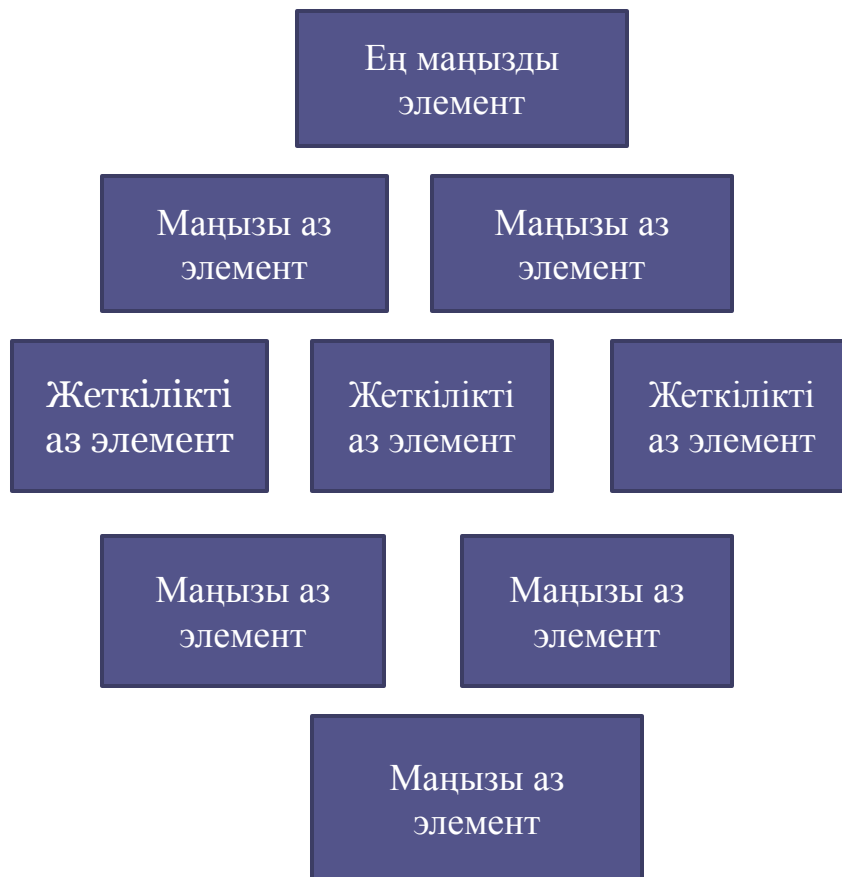 Ең маңызды
элемент
Маңызы аз
элемент
Маңызы аз
элемент
Жеткілікті
аз элемент
Жеткілікті
аз элемент
Жеткілікті
аз элемент
Маңызы аз
элемент
Маңызы аз
элемент
Маңызы аз
элемент